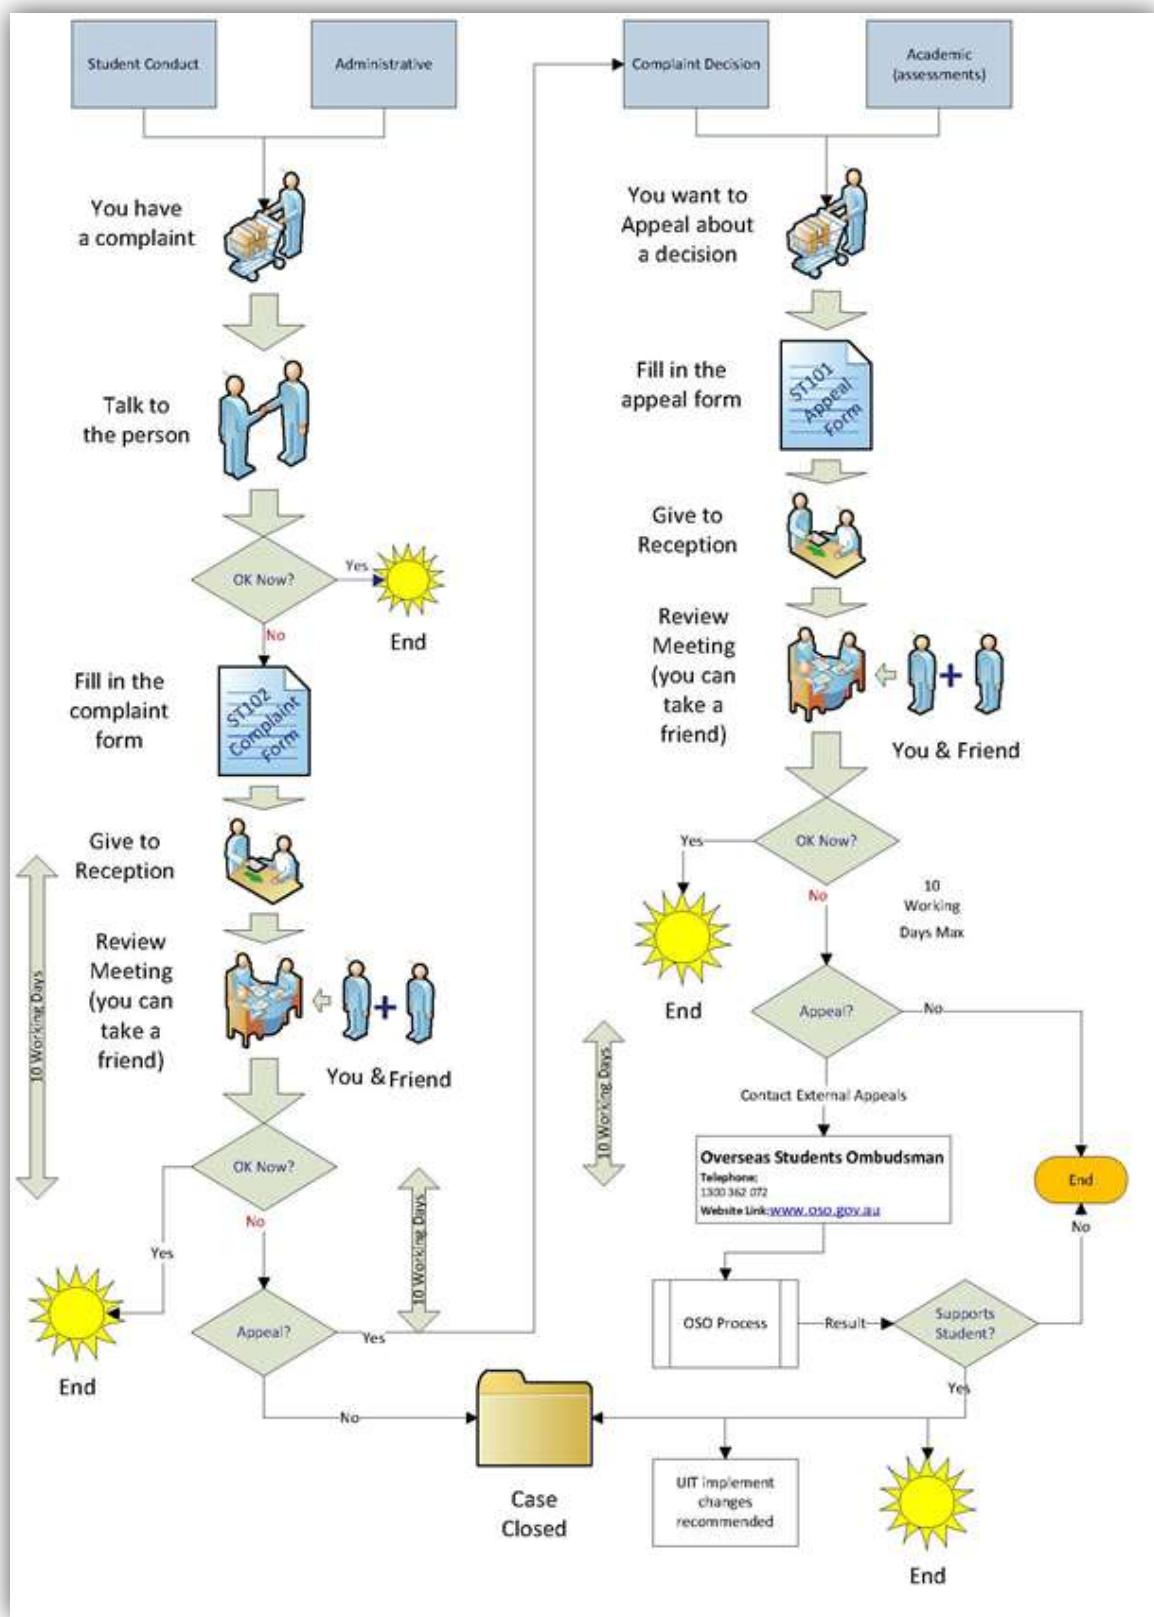 Student Conduct
Administrative
You have
a complaint
Talk to
the person
OK Now?
Yes
End
No
Fill in the
complaint
form
ST102
Complaint
Form
Give to
Reception
Review
Meeting
(you can
take a
friend)
You & Friend
10 Working Days
OK Now?
Yes
End
No
10 Working Days
Appeal?
Yes
No
Case
Closed
Complaint Decision
Academic
(assessments)
You want to
Appeal about
a decision
Fill in the
appeal form
ST101
Appeal
Form
Give to
Reception
Review
Meeting
(you can
take a
friend)
You & Friend
OK Now?
Yes
End
No
10
Working
Days Max
Appeal?
No
10 Working Days
Contact External Appeals
Overseas Students Ombudsman
Telephone:
1300 362 072
Website Link:www.oso.gov.au
End
No
OSO Process
Result
Supports
Student?
Yes
UIT implement
changes
recommended
End